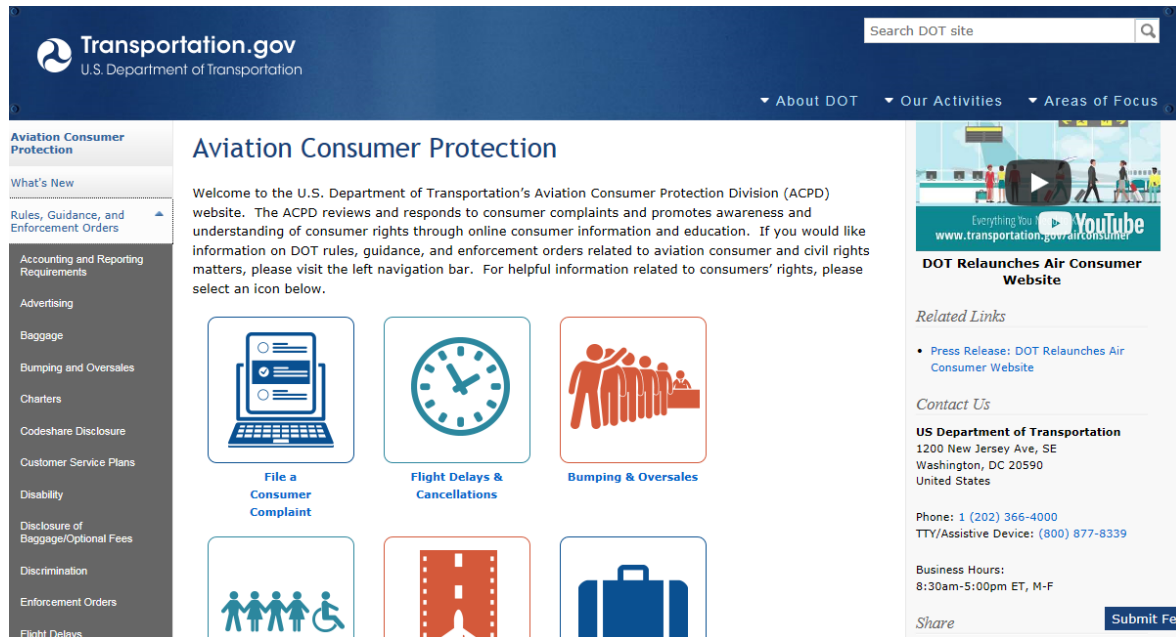 Transportation.gov
U.S. Department of Transportation
Search DOT site
About DOT
Our Activities
Areas of Focus
Aviation Consumer
Protection
What's New
Rules, Guidance, and
Enforcement Orders
Accounting and Reporting
Requirements
Advertising
Baggage
Bumping and Oversales
Charters
Codeshare Disclosure
Customer Service Plans
Disability
Disclosure of
Baggage/Optional Fees
Discrimination
Enforcement Orders
Flight Delays
Aviation Consumer Protection
Welcome to the U.S. Department of Transportation's Aviation Consumer Protection Division (ACPD)
website. The ACPD reviews and responds to consumer complaints and promotes awareness and
understanding of consumer rights through online consumer information and education. If you would like
information on DOT rules, guidance, and enforcement orders related to aviation consumer and civil rights
matters, please visit the left navigation bar. For helpful information related to consumers' rights, please
select an icon below.
File a
Consumer
Complaint
Flight Delays &
Cancellations
Bumping & Oversales
Everything You
YouTube
www.transportation.gov/airconsumer
DOT Relaunches Air Consumer
Website
Related Links
• Press Release: DOT Relaunches Air
Consumer Website
Contact Us
US Department of Transportation
1200 New Jersey Ave, SE
Washington, DC 20590
United States
Phone: 1 (202) 366-4000
TTY/Assistive Device: (800) 877-8339
Business Hours:
8:30am-5:00pm ET, M-F
Share
Submit Fe